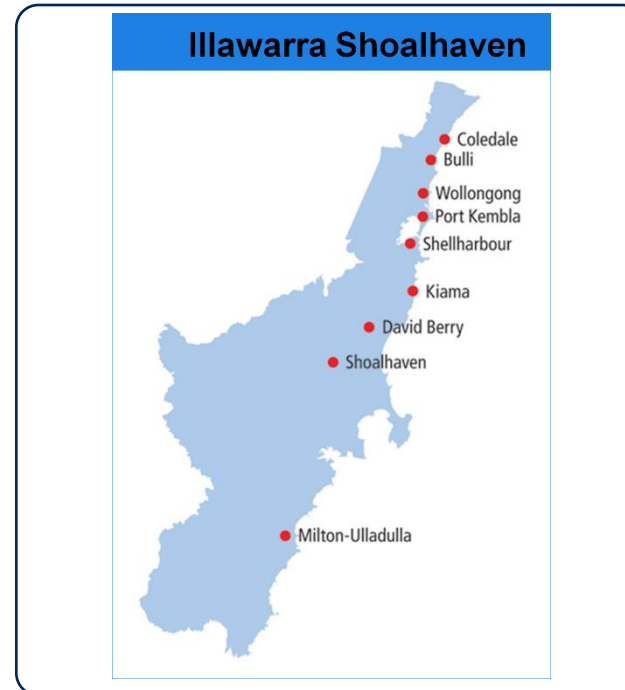 Illawarra Shoalhaven
Coledale
Bulli
Wollongong
Port Kembla
Shellharbour
Kiama
David Berry
Shoalhaven
Milton-Ulladulla